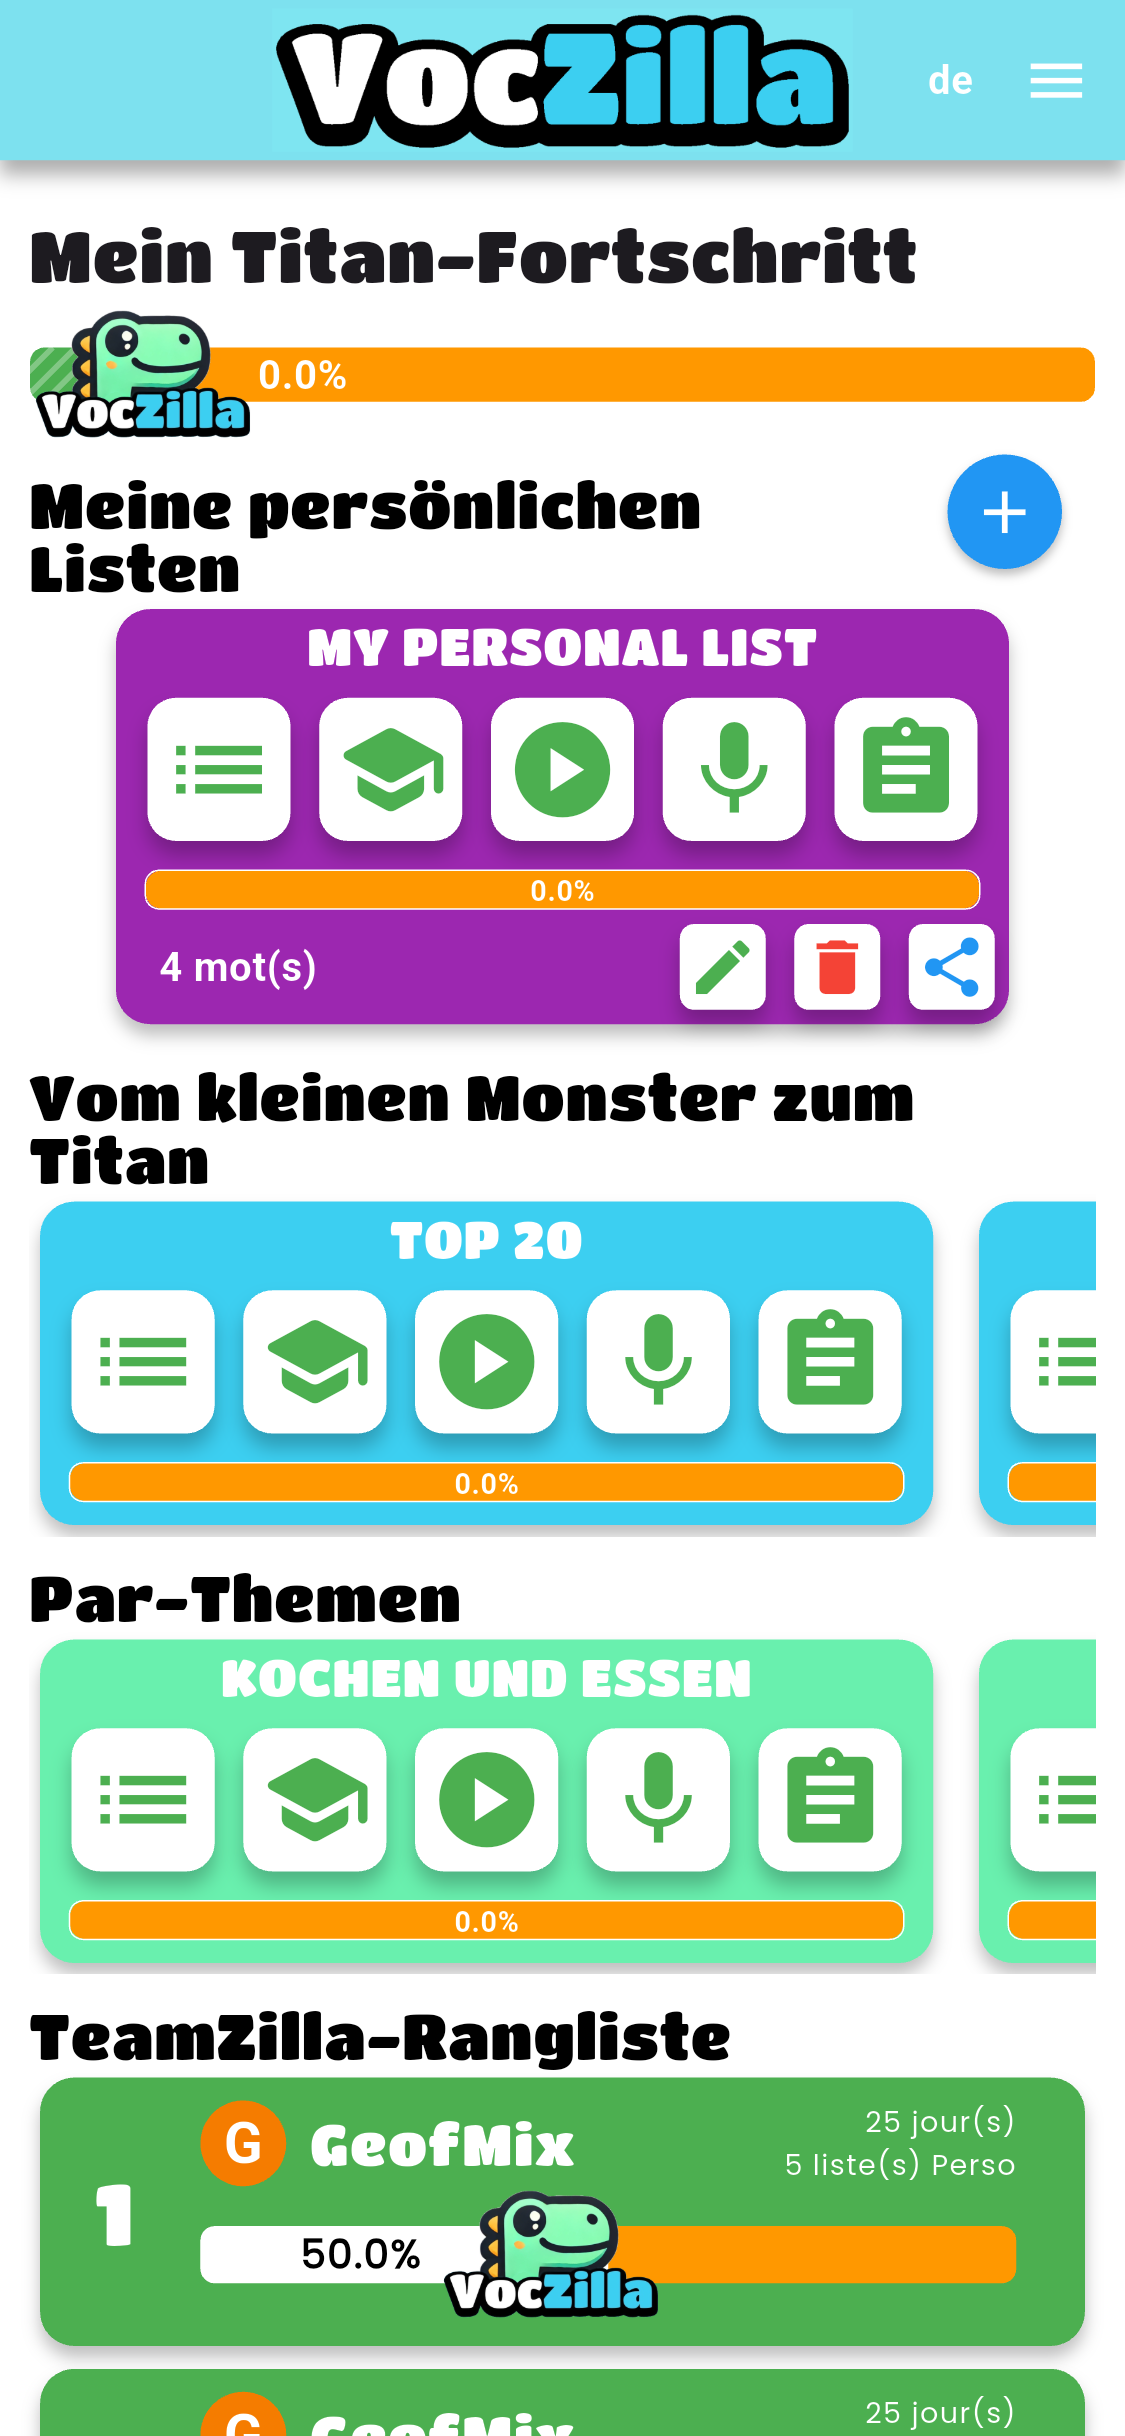 VocZilla
de
Mein Titan-Fortschritt
0.0%
VocZilla
Meine persönlichen
Listen
MY PERSONAL LIST
0.0%
4 mot(s)
Vom kleinen Monster zum
Titan
TOP 20
0.0%
Par-Themen
KOCHEN UND ESSEN
0.0%
TeamZilla-Rangliste
1
G
GeofMix
25 jour(s)
5 liste(s) Perso
50.0%
VocZilla
G
GeofMix
25 jour(s)